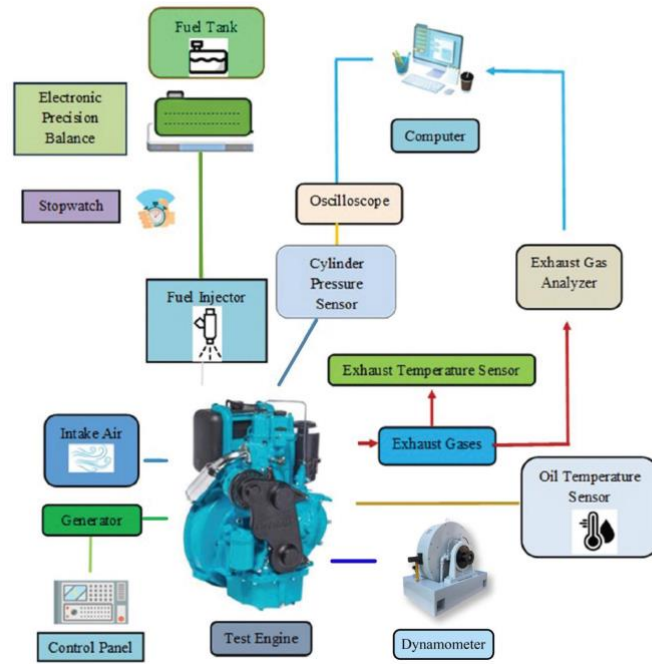 Fuel Tank
Electronic
Precision
Balance
Computer
Stopwatch
Oscilloscope
Cylinder
Pressure
Sensor
Exhaust Gas
Analyzer
Fuel Injector
Exhaust Temperature Sensor
Intake Air
Exhaust Gases
Oil Temperature
Sensor
Generator
Control Panel
Test Engine
Dynamometer